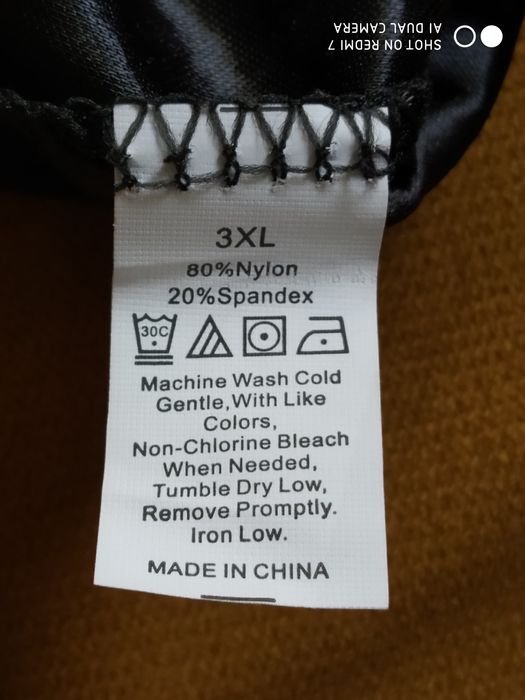 SHOT ON REDMI 7
AI DUAL CAMERA
3XL
80%Nylon
20%Spandex
30C
Machine Wash Cold
Gentle,With Like
Colors,
Non-Chlorine Bleach
When Needed,
Tumble Dry Low,
Remove Promptly.
Iron Low.
MADE IN CHINA